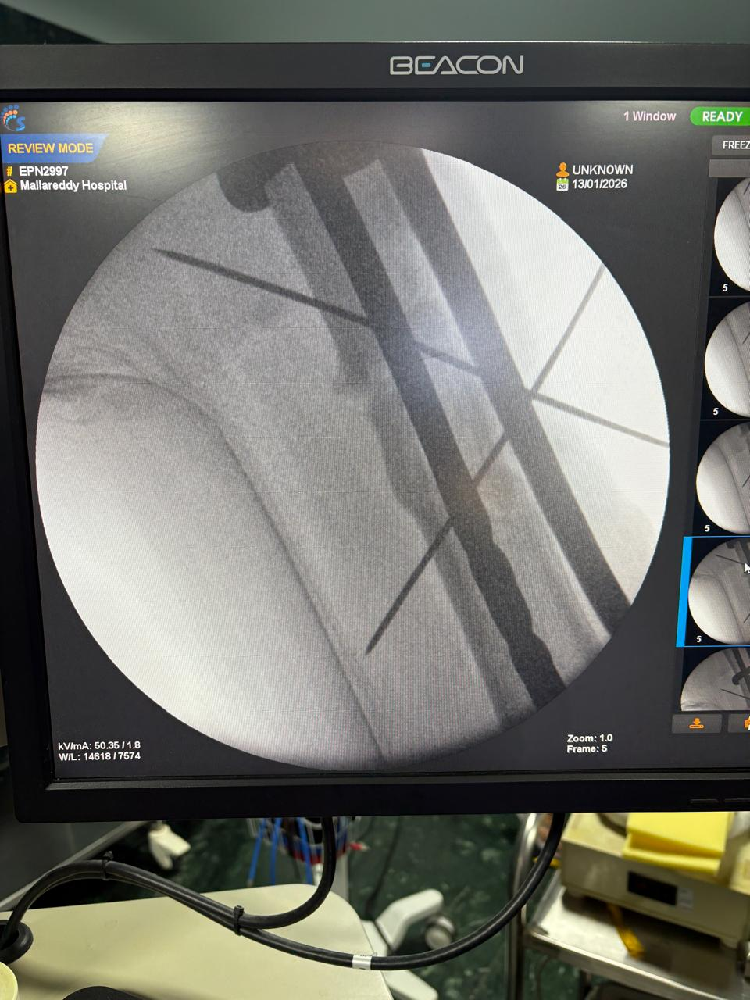 BEACON
1 Window
READY
REVIEW MODE
# EPN2997
Mallareddy Hospital
UNKNOWN
26
13/01/2026
FREEZ
5
5
5
5
kV/mA: 50.35 / 1.8
W/L: 14618 / 7574
Zoom: 1.0
Frame: 5